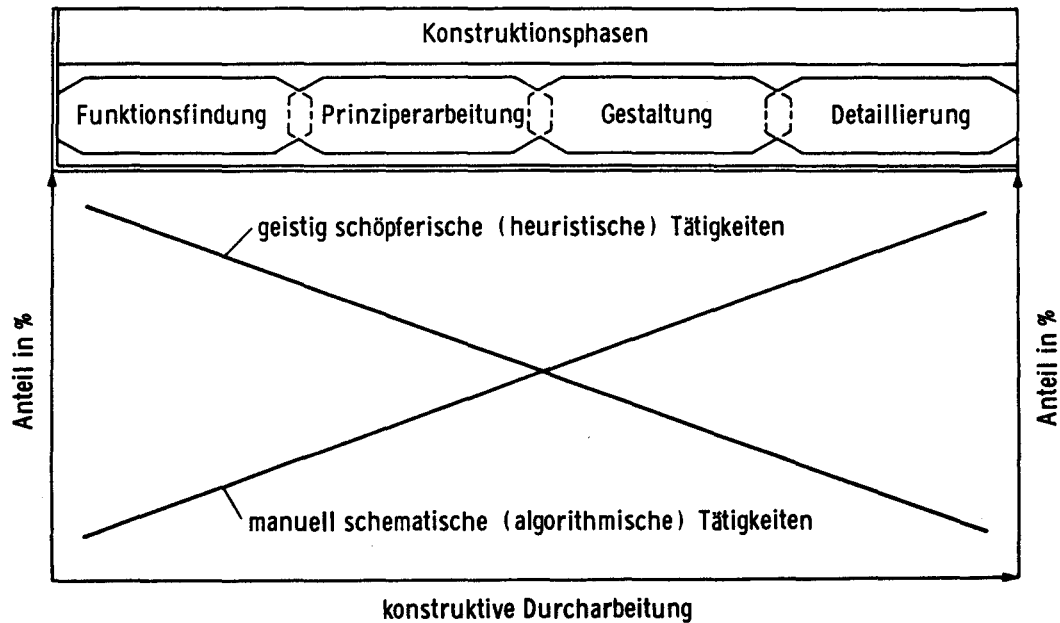 Konstruktionsphasen
Funktionsfindung
Prinziperarbeitung
Gestaltung
Detaillierung
geistig schöpferische (heuristische) Tätigkeiten
Anteil in %
Anteil in %
manuell schematische (algorithmische) Tätigkeiten
konstruktive Durcharbeitung